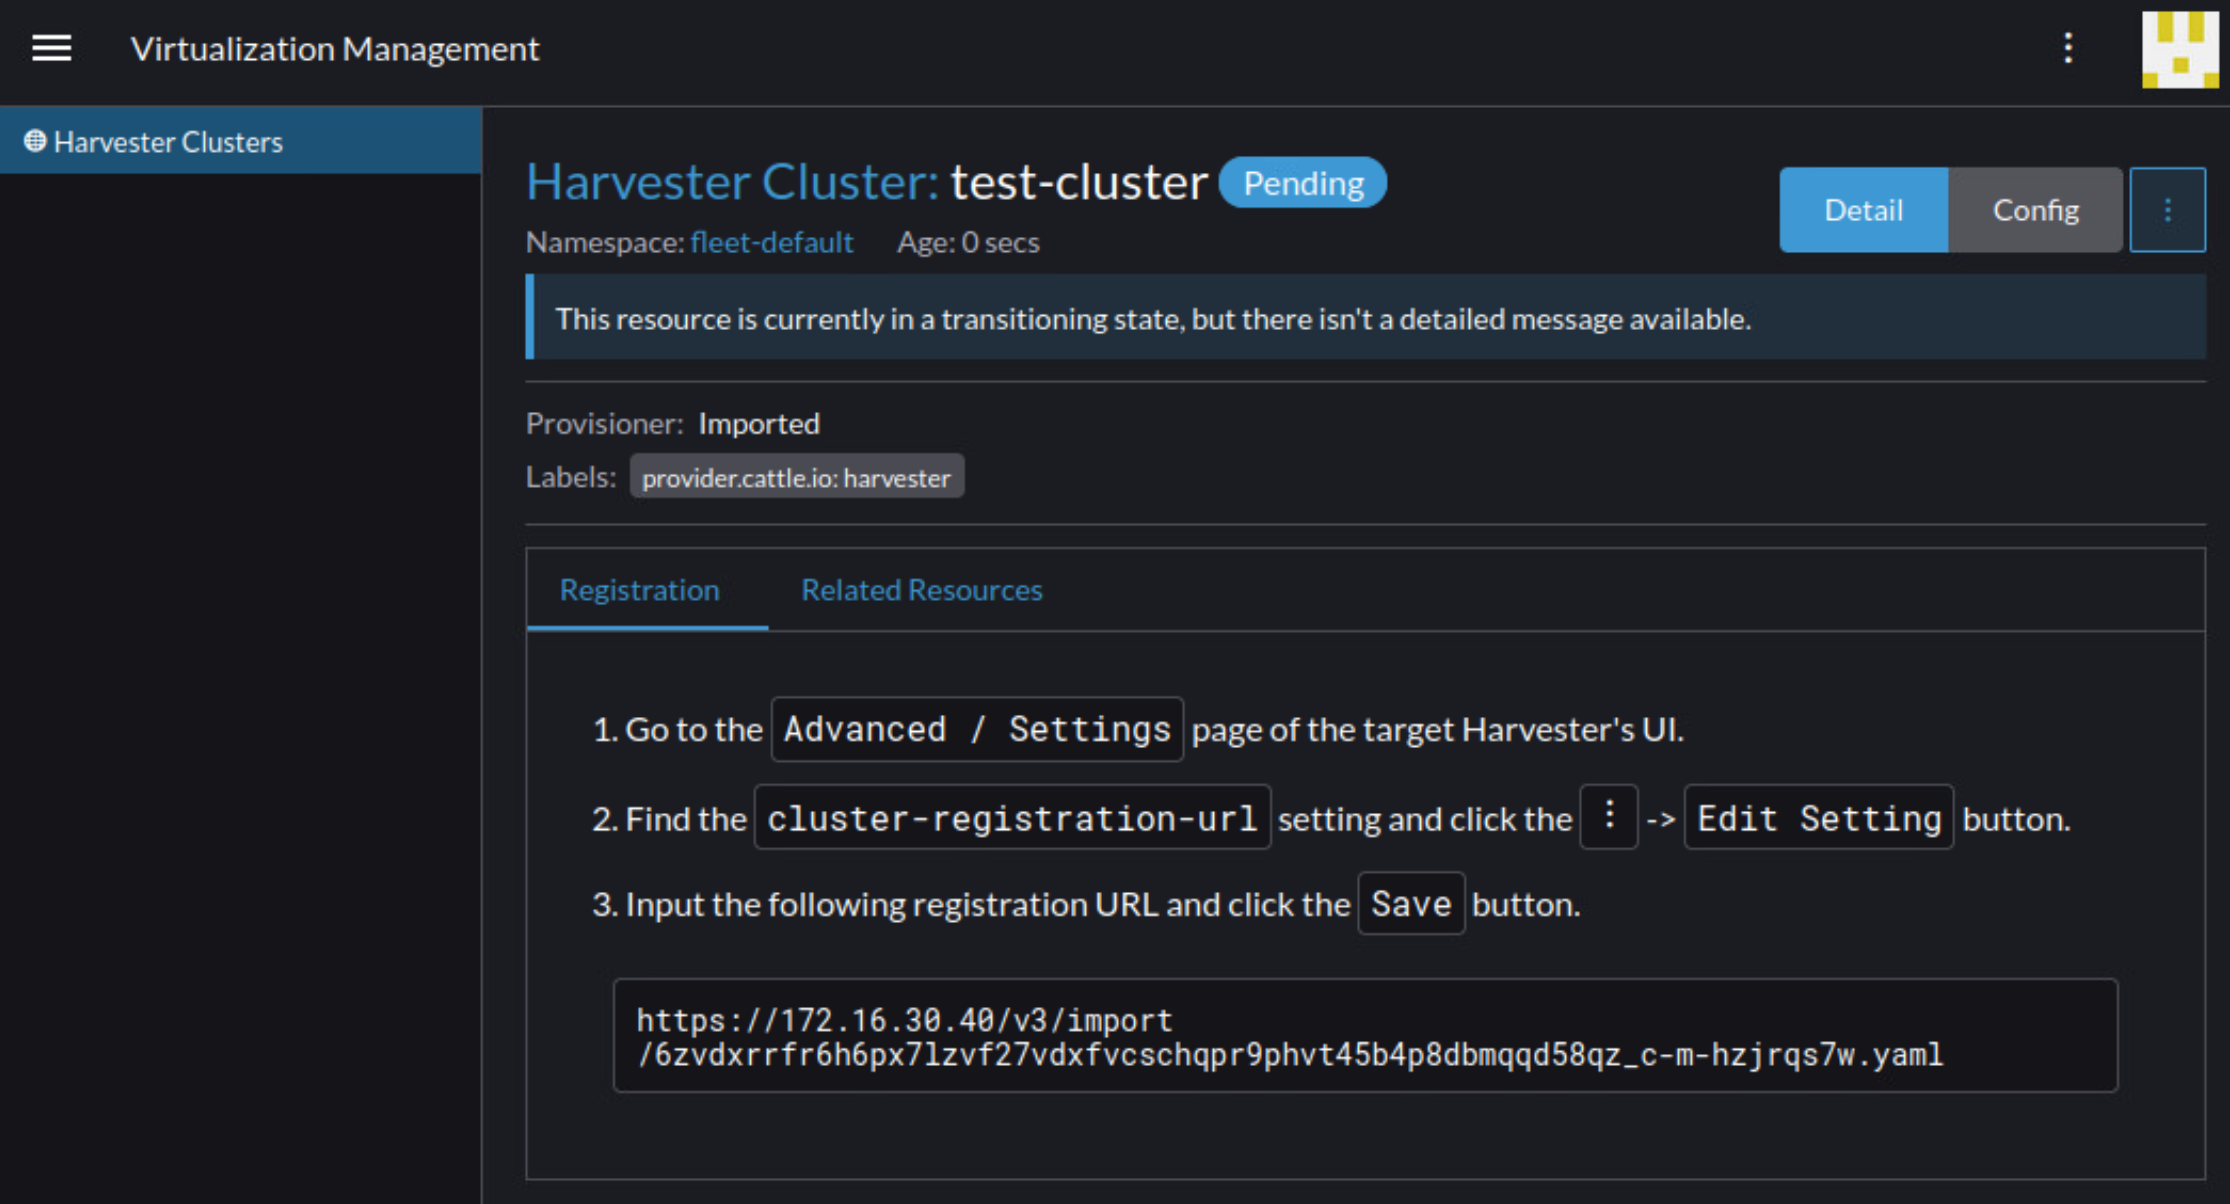 Virtualization Management
Harvester Clusters
Harvester Cluster: test-cluster Pending
Detail Config
Namespace: fleet-default Age: 0 secs
This resource is currently in a transitioning state, but there isn't a detailed message available.
Provisioner: Imported
Labels: provider.cattle.io: harvester
Registration Related Resources
1. Go to the Advanced / Settings page of the target Harvester's UI.
2. Find the cluster-registration-url setting and click the ⋮ -> Edit Setting button.
3. Input the following registration URL and click the Save button.
https://172.16.30.40/v3/import
/6zvdxrrfr6h6px7lzvf27vdxfvcschqpr9phvt45b4p8dbmqqd58qz_c-m-hzjrqs7w.yaml